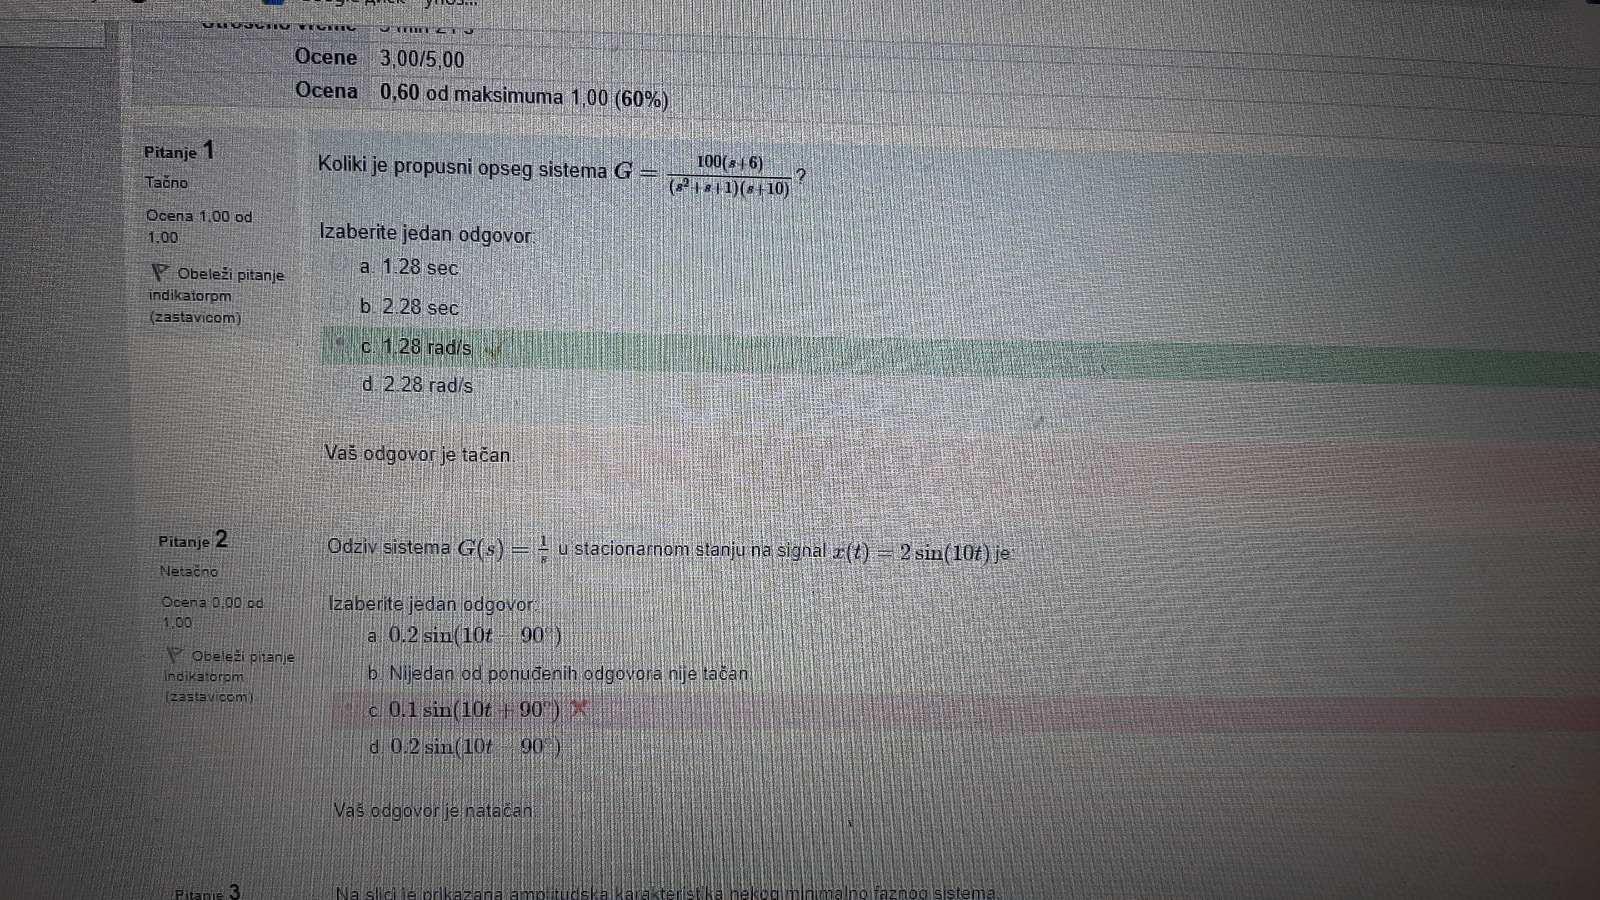 Ocene 3,00/5,00
Ocena 0,60 od maksimuma 1,00 (60%)
Pitanje 1
Tačno
Ocena 1,00 od
1,00
Obeleži pitanje
indikatorpm
(zastavicom)
Koliki je propusni opseg sistema G = 100(s+6) / (s²+s+1)(s+10) ?
Izaberite jedan odgovor:
a. 1.28 sec
b. 2.28 sec
c. 1.28 rad/s
d. 2.28 rad/s
Vaš odgovor je tačan.
Pitanje 2
Netačno
Ocena 0,00 od
1,00
Obeleži pitanje
indikatorpm
(zastavicom)
Odziv sistema G(s) = 1/s u stacionarnom stanju na signal x(t) = 2 sin(10t) je:
Izaberite jedan odgovor:
a. 0.2 sin(10t 90°)
b. Nijedan od ponuđenih odgovora nije tačan
c. 0.1 sin(10t + 90°)
d. 0.2 sin(10t 90°)
Vaš odgovor je natačan.
Pitanje 3
Na slici je prikazana amplitudska karakteristika nekog minimalno faznog sistema.